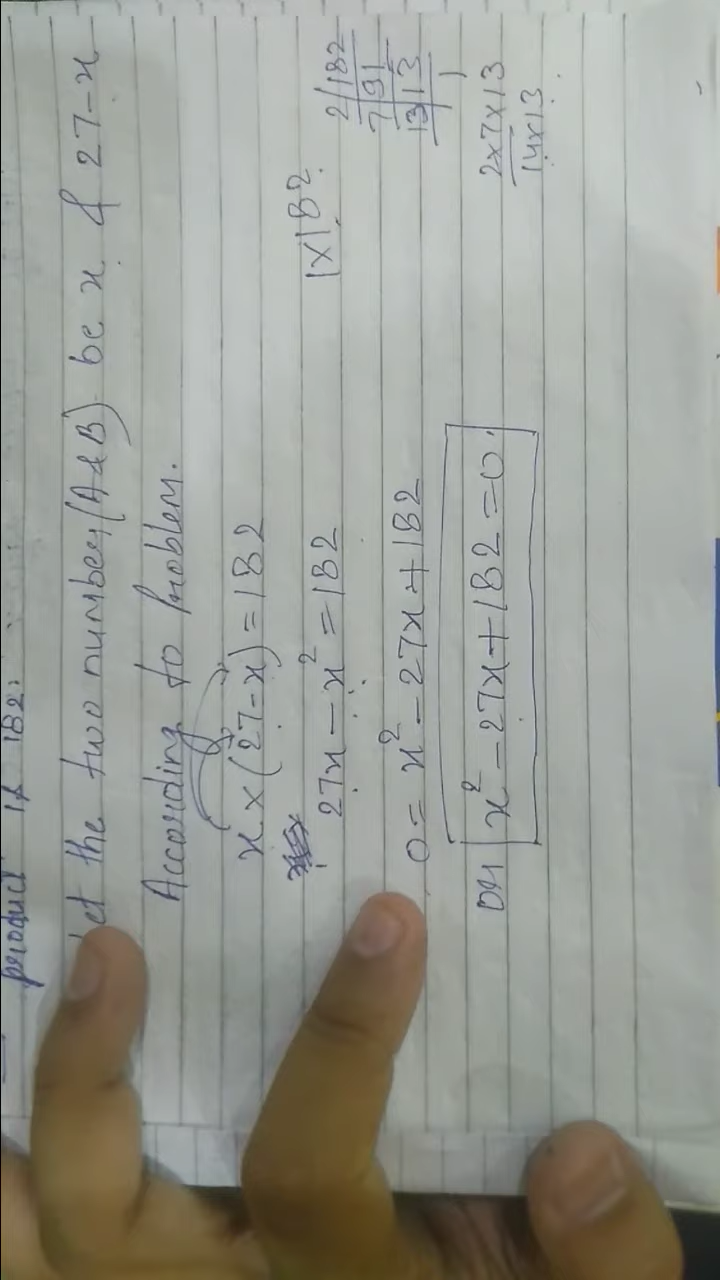 product is 182.
Let the two numbers (A&B) be x & 27-x
According to Problem.
x × (27-x) = 182
27x - x² = 182
0 = x² - 27x + 182
OR x² - 27x + 182 = 0.
1×182
2|182
7|91
13|13
1
2×7×13
14×13